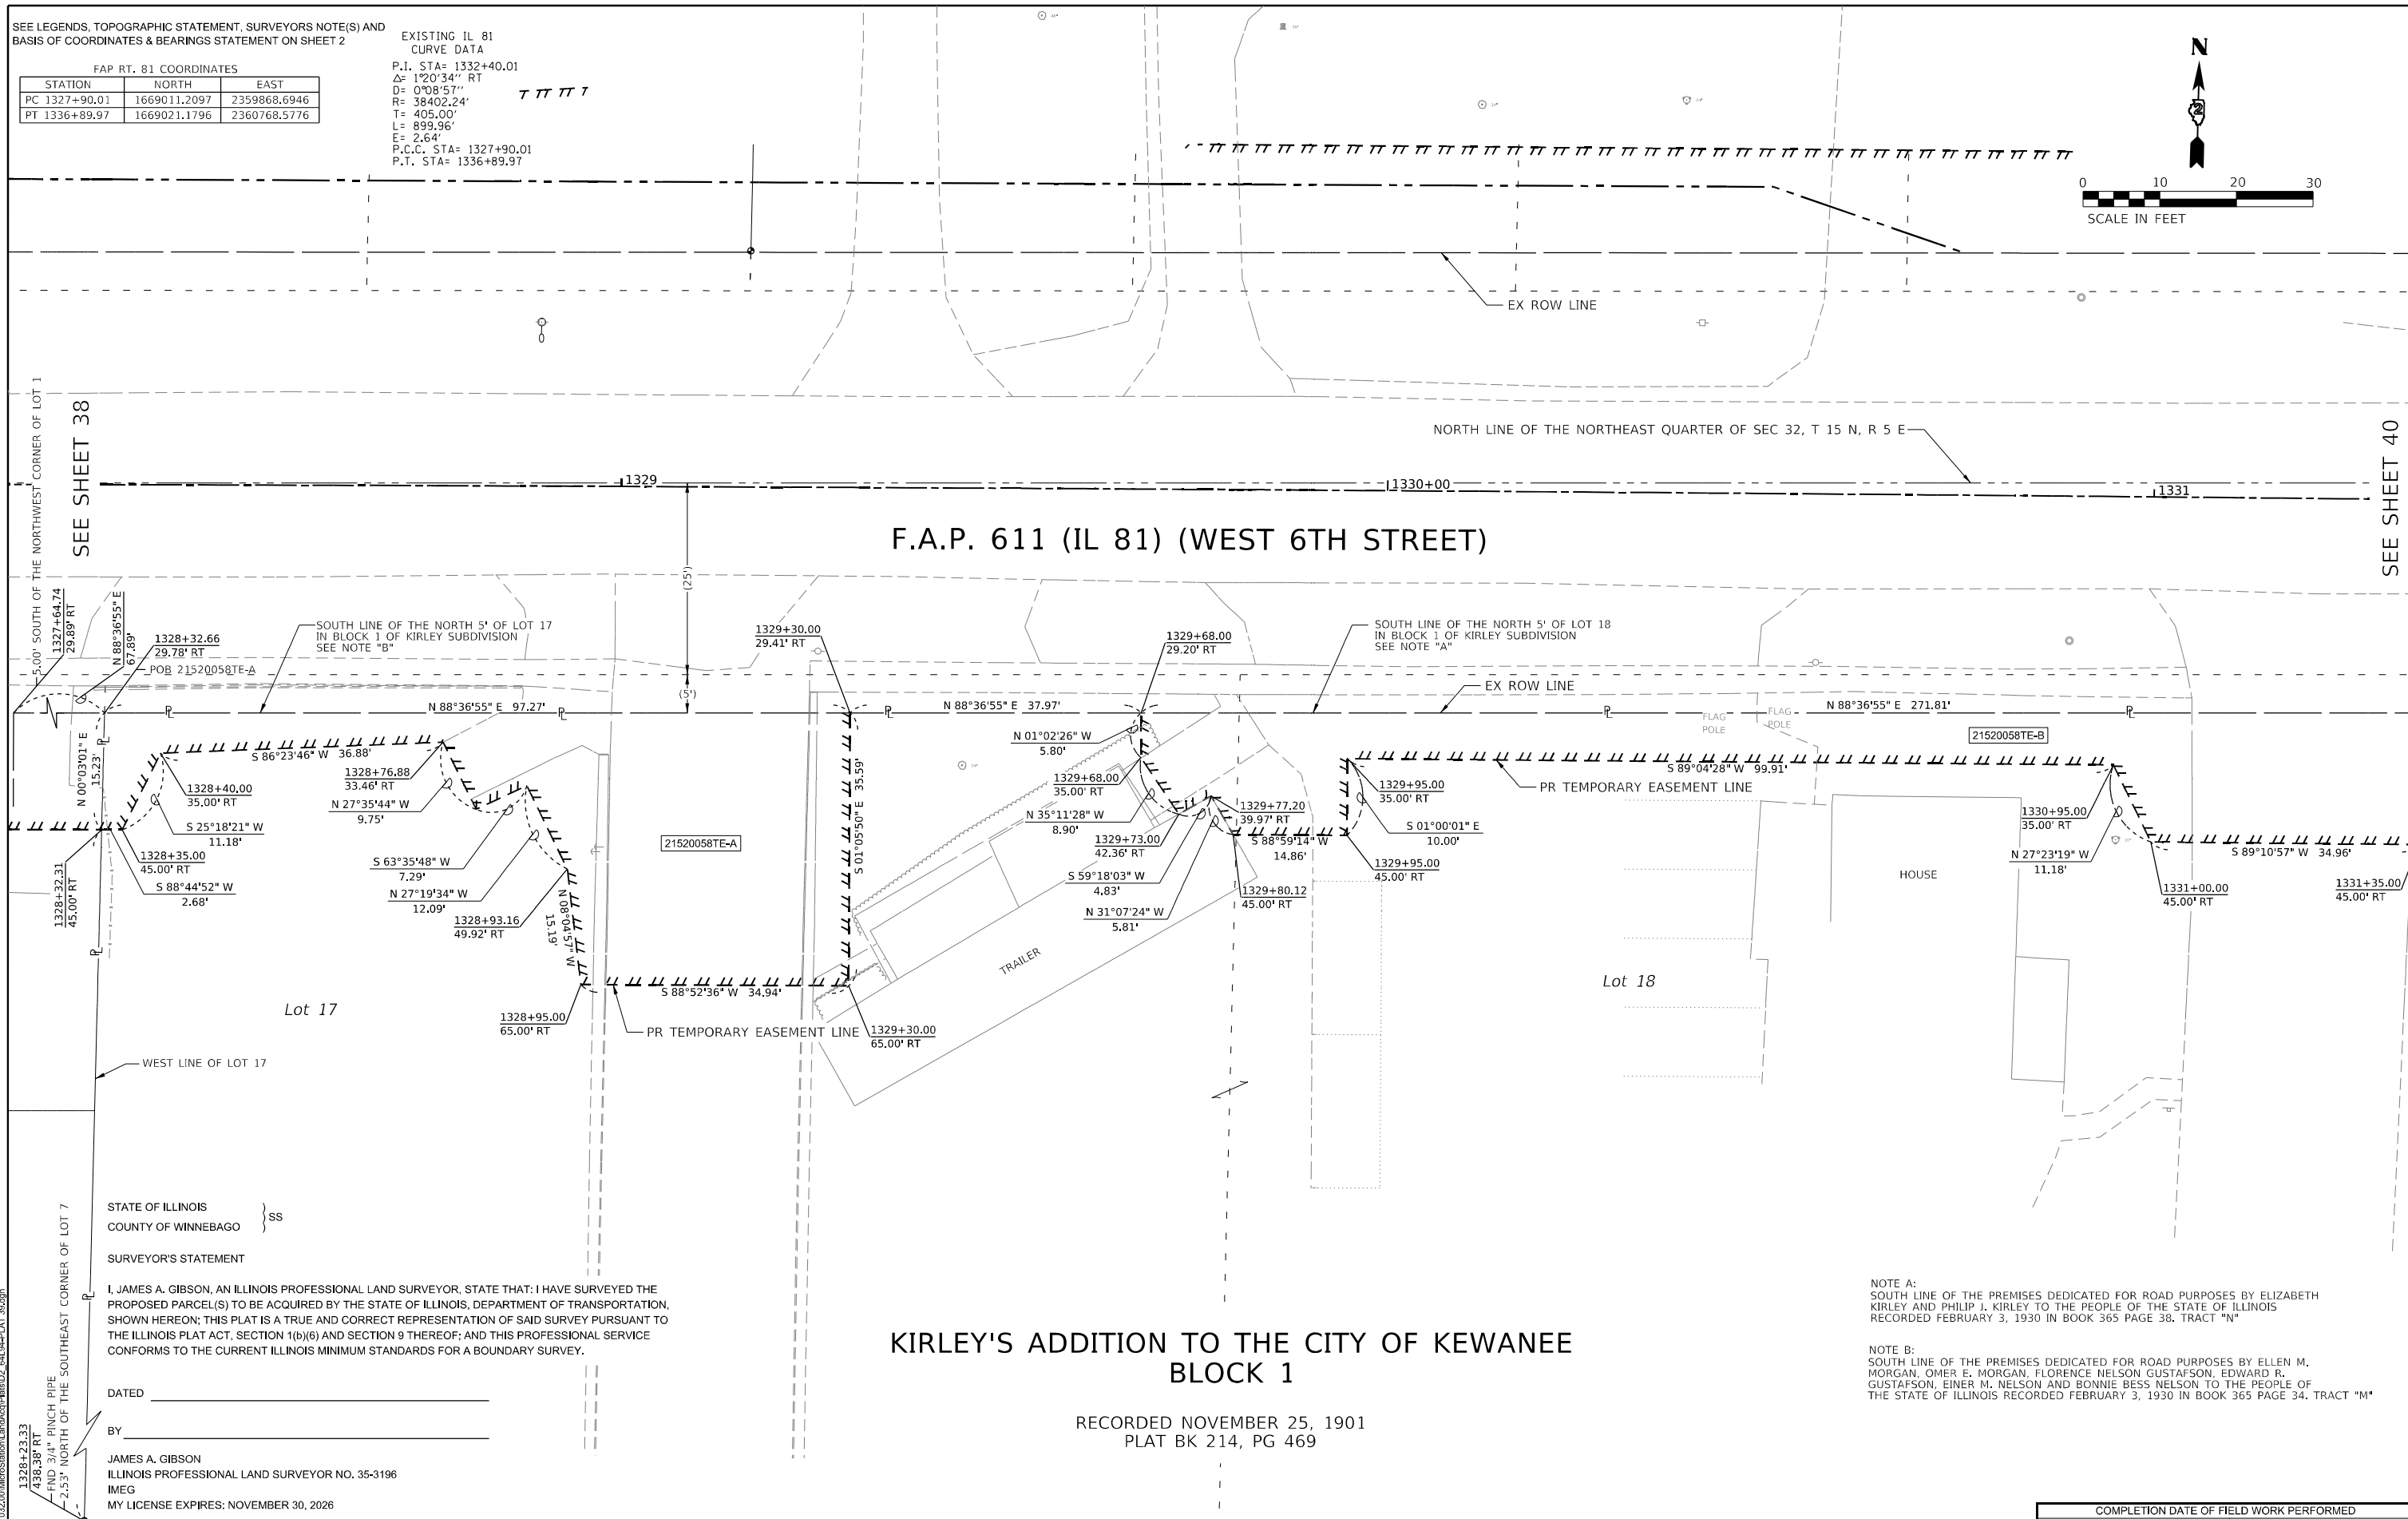 SEE LEGENDS, TOPOGRAPHIC STATEMENT, SURVEYORS NOTE(S) AND
BASIS OF COORDINATES & BEARINGS STATEMENT ON SHEET 2
FAP RT. 81 COORDINATES
STATION NORTH EAST
PC 1327+90.01 1669011.2097 2359868.6946
PT 1336+89.97 1669021.1796 2360768.5776
EXISTING IL 81
CURVE DATA
P.I. STA= 1332+40.01
Δ= 1°20'34" RT
D= 0°08'57"
R= 38402.24'
T= 405.00'
L= 899.96'
E= 2.64'
P.C.C. STA= 1327+90.01
P.T. STA= 1336+89.97
N
2
0 10 20 30
SCALE IN FEET
EX ROW LINE
5.00' SOUTH OF THE NORTHWEST CORNER OF LOT 1
SEE SHEET 38
NORTH LINE OF THE NORTHEAST QUARTER OF SEC 32, T 15 N, R 5 E
SEE SHEET 40
1329
1330+00
1331
F.A.P. 611 (IL 81) (WEST 6TH STREET)
(25')
(5')
1327+64.74
29.89' RT
N 88°36'55" E
67.89'
1328+32.66
29.78' RT
POB 21520058TE-A
SOUTH LINE OF THE NORTH 5' OF LOT 17
IN BLOCK 1 OF KIRLEY SUBDIVISION
SEE NOTE "B"
1329+30.00
29.41' RT
1329+68.00
29.20' RT
SOUTH LINE OF THE NORTH 5' OF LOT 18
IN BLOCK 1 OF KIRLEY SUBDIVISION
SEE NOTE "A"
EX ROW LINE
N 88°36'55" E 97.27'
N 88°36'55" E 37.97'
N 88°36'55" E 271.81'
FLAG
POLE
FLAG
POLE
21520058TE-B
N 00°03'01" E
15.23'
S 86°23'46" W 36.88'
1328+40.00
35.00' RT
S 25°18'21" W
11.18'
1328+35.00
45.00' RT
S 88°44'52" W
2.68'
1328+32.31
45.00' RT
1328+76.88
33.46' RT
N 27°35'44" W
9.75'
S 63°35'48" W
7.29'
N 27°19'34" W
12.09'
1328+93.16
49.92' RT
N 08°04'57" W
15.19'
21520058TE-A
S 01°05'50" E 35.59'
N 01°02'26" W
5.80'
1329+68.00
35.00' RT
N 35°11'28" W
8.90'
1329+73.00
42.36' RT
S 59°18'03" W
4.83'
N 31°07'24" W
5.81'
1329+77.20
39.97' RT
S 88°59'14" W
14.86'
1329+80.12
45.00' RT
1329+95.00
35.00' RT
S 01°00'01" E
10.00'
1329+95.00
45.00' RT
S 89°04'28" W 99.91'
PR TEMPORARY EASEMENT LINE
1330+95.00
35.00' RT
N 27°23'19" W
11.18'
S 89°10'57" W 34.96'
1331+00.00
45.00' RT
1331+35.00
45.00' RT
HOUSE
TRAILER
Lot 17
Lot 18
S 88°52'36" W 34.94'
1328+95.00
65.00' RT
PR TEMPORARY EASEMENT LINE
1329+30.00
65.00' RT
WEST LINE OF LOT 17
STATE OF ILLINOIS
COUNTY OF WINNEBAGO
SS
SURVEYOR'S STATEMENT
I, JAMES A. GIBSON, AN ILLINOIS PROFESSIONAL LAND SURVEYOR, STATE THAT: I HAVE SURVEYED THE
PROPOSED PARCEL(S) TO BE ACQUIRED BY THE STATE OF ILLINOIS, DEPARTMENT OF TRANSPORTATION,
SHOWN HEREON; THIS PLAT IS A TRUE AND CORRECT REPRESENTATION OF SAID SURVEY PURSUANT TO
THE ILLINOIS PLAT ACT, SECTION 1(b)(6) AND SECTION 9 THEREOF; AND THIS PROFESSIONAL SERVICE
CONFORMS TO THE CURRENT ILLINOIS MINIMUM STANDARDS FOR A BOUNDARY SURVEY.
DATED
BY
JAMES A. GIBSON
ILLINOIS PROFESSIONAL LAND SURVEYOR NO. 35-3196
IMEG
MY LICENSE EXPIRES: NOVEMBER 30, 2026
1328+23.33
438.38' RT
FND 3/4" PINCH PIPE
2.53' NORTH OF THE SOUTHEAST CORNER OF LOT 7
KIRLEY'S ADDITION TO THE CITY OF KEWANEE
BLOCK 1
RECORDED NOVEMBER 25, 1901
PLAT BK 214, PG 469
NOTE A:
SOUTH LINE OF THE PREMISES DEDICATED FOR ROAD PURPOSES BY ELIZABETH
KIRLEY AND PHILIP J. KIRLEY TO THE PEOPLE OF THE STATE OF ILLINOIS
RECORDED FEBRUARY 3, 1930 IN BOOK 365 PAGE 38. TRACT "N"
NOTE B:
SOUTH LINE OF THE PREMISES DEDICATED FOR ROAD PURPOSES BY ELLEN M.
MORGAN, OMER E. MORGAN, FLORENCE NELSON GUSTAFSON, EDWARD R.
GUSTAFSON, EINER M. NELSON AND BONNIE BESS NELSON TO THE PEOPLE OF
THE STATE OF ILLINOIS RECORDED FEBRUARY 3, 1930 IN BOOK 365 PAGE 34. TRACT "M"
COMPLETION DATE OF FIELD WORK PERFORMED